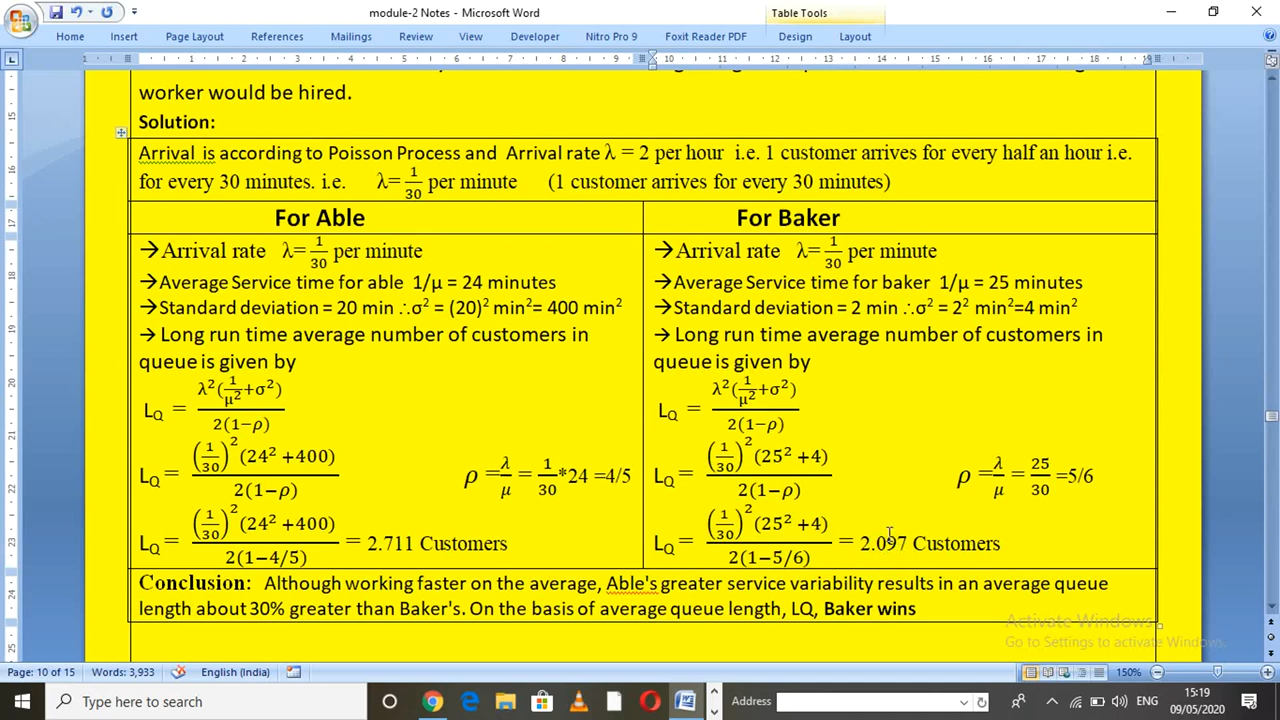 module-2 Notes - Microsoft Word
Table Tools
Home Insert Page Layout References Mailings Review View Developer Nitro Pro 9 Foxit Reader PDF Design Layout
worker would be hired.
Solution:
Arrival is according to Poisson Process and Arrival rate λ = 2 per hour i.e. 1 customer arrives for every half an hour i.e.
for every 30 minutes. i.e. λ=1/30 per minute (1 customer arrives for every 30 minutes)
For Able
→Arrival rate λ=1/30 per minute
→Average Service time for able 1/μ = 24 minutes
→Standard deviation = 20 min ∴σ² = (20)² min²= 400 min²
→ Long run time average number of customers in
queue is given by
L_Q = λ²(1/μ²+σ²) / 2(1−ρ)
L_Q = (1/30)²(24²+400) / 2(1−ρ) ρ =λ/μ = 1/30*24 =4/5
L_Q = (1/30)²(24²+400) / 2(1−4/5) = 2.711 Customers
For Baker
→Arrival rate λ=1/30 per minute
→Average Service time for baker 1/μ = 25 minutes
→Standard deviation = 2 min ∴σ² = 2² min²=4 min²
→ Long run time average number of customers in
queue is given by
L_Q = λ²(1/μ²+σ²) / 2(1−ρ)
L_Q = (1/30)²(25²+4) / 2(1−ρ) ρ =λ/μ = 25/30 =5/6
L_Q = (1/30)²(25²+4) / 2(1−5/6) = 2.097 Customers
Conclusion: Although working faster on the average, Able's greater service variability results in an average queue
length about 30% greater than Baker's. On the basis of average queue length, LQ, Baker wins
Activate Windows
Go to Settings to activate Windows.
Page: 10 of 15 Words: 3,933 English (India) 150%
Type here to search
Address
ENG
15:19
09/05/2020